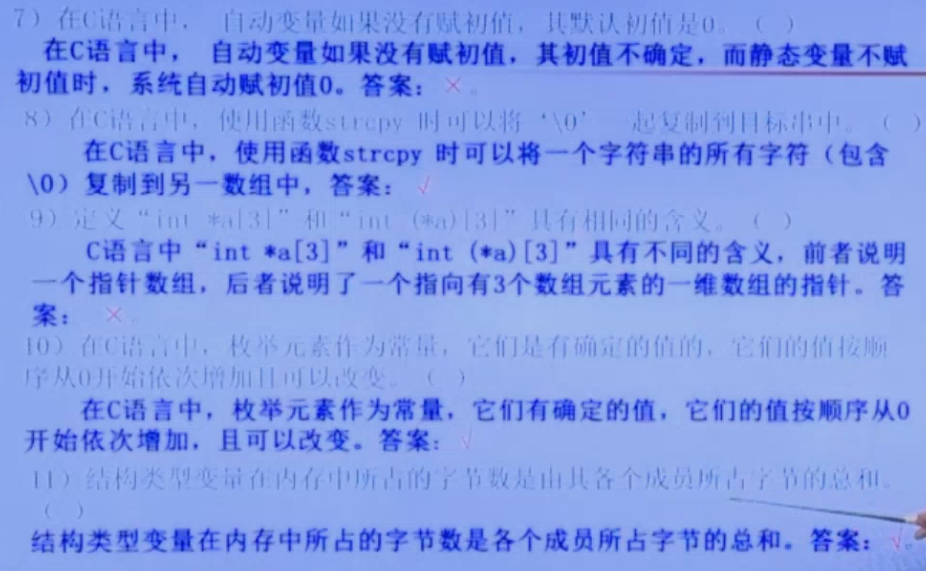 7）在C语言中， 自动变量如果没有赋初值，其默认初值是0。（ ）
在C语言中， 自动变量如果没有赋初值，其初值不确定，而静态变量不赋
初值时，系统自动赋初值0。答案：×。
8）在C语言中，使用函数strcpy 时可以将‘\0’一起复制到目标串中。（ ）
在C语言中，使用函数strcpy 时可以将一个字符串的所有字符（包含
\0）复制到另一数组中，答案：√
9）定义“int *a[3]”和“int (*a)[3]”具有相同的含义。（ ）
C语言中“int *a[3]”和“int (*a)[3]”具有不同的含义，前者说明
一个指针数组，后者说明了一个指向有3个数组元素的一维数组的指针。答
案：×。
10）在C语言中，枚举元素作为常量，它们是有确定的值的，它们的值按顺
序从0开始依次增加且可以改变。（ ）
在C语言中，枚举元素作为常量，它们有确定的值，它们的值按顺序从0
开始依次增加，且可以改变。答案：√
11）结构类型变量在内存中所占的字节数是由其各个成员所占字节的总和。
（ ）
结构类型变量在内存中所占的字节数是各个成员所占字节的总和。答案：√。